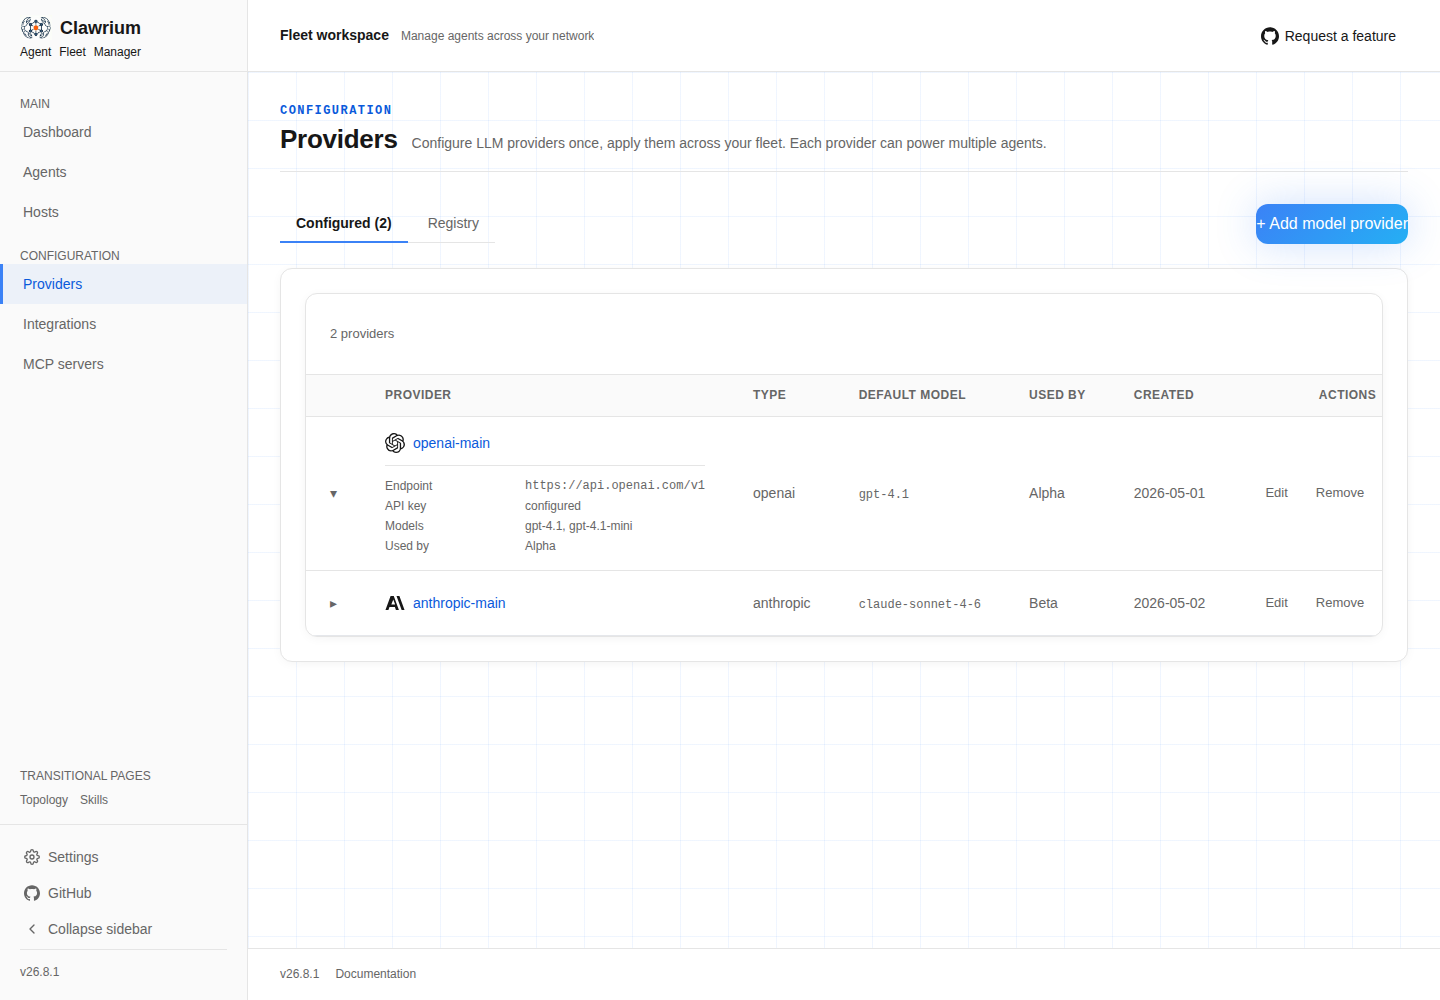 Clawrium
Agent Fleet Manager
MAIN
Dashboard
Agents
Hosts
CONFIGURATION
Providers
Integrations
MCP servers
TRANSITIONAL PAGES
Topology Skills
Settings
GitHub
Collapse sidebar
v26.8.1
Fleet workspace Manage agents across your network
Request a feature
CONFIGURATION
Providers Configure LLM providers once, apply them across your fleet. Each provider can power multiple agents.
Configured (2) Registry
+ Add model provider
2 providers
PROVIDER TYPE DEFAULT MODEL USED BY CREATED ACTIONS
openai-main
Endpoint https://api.openai.com/v1
API key configured
Models gpt-4.1, gpt-4.1-mini
Used by Alpha
openai gpt-4.1 Alpha 2026-05-01 Edit Remove
anthropic-main anthropic claude-sonnet-4-6 Beta 2026-05-02 Edit Remove
v26.8.1 Documentation